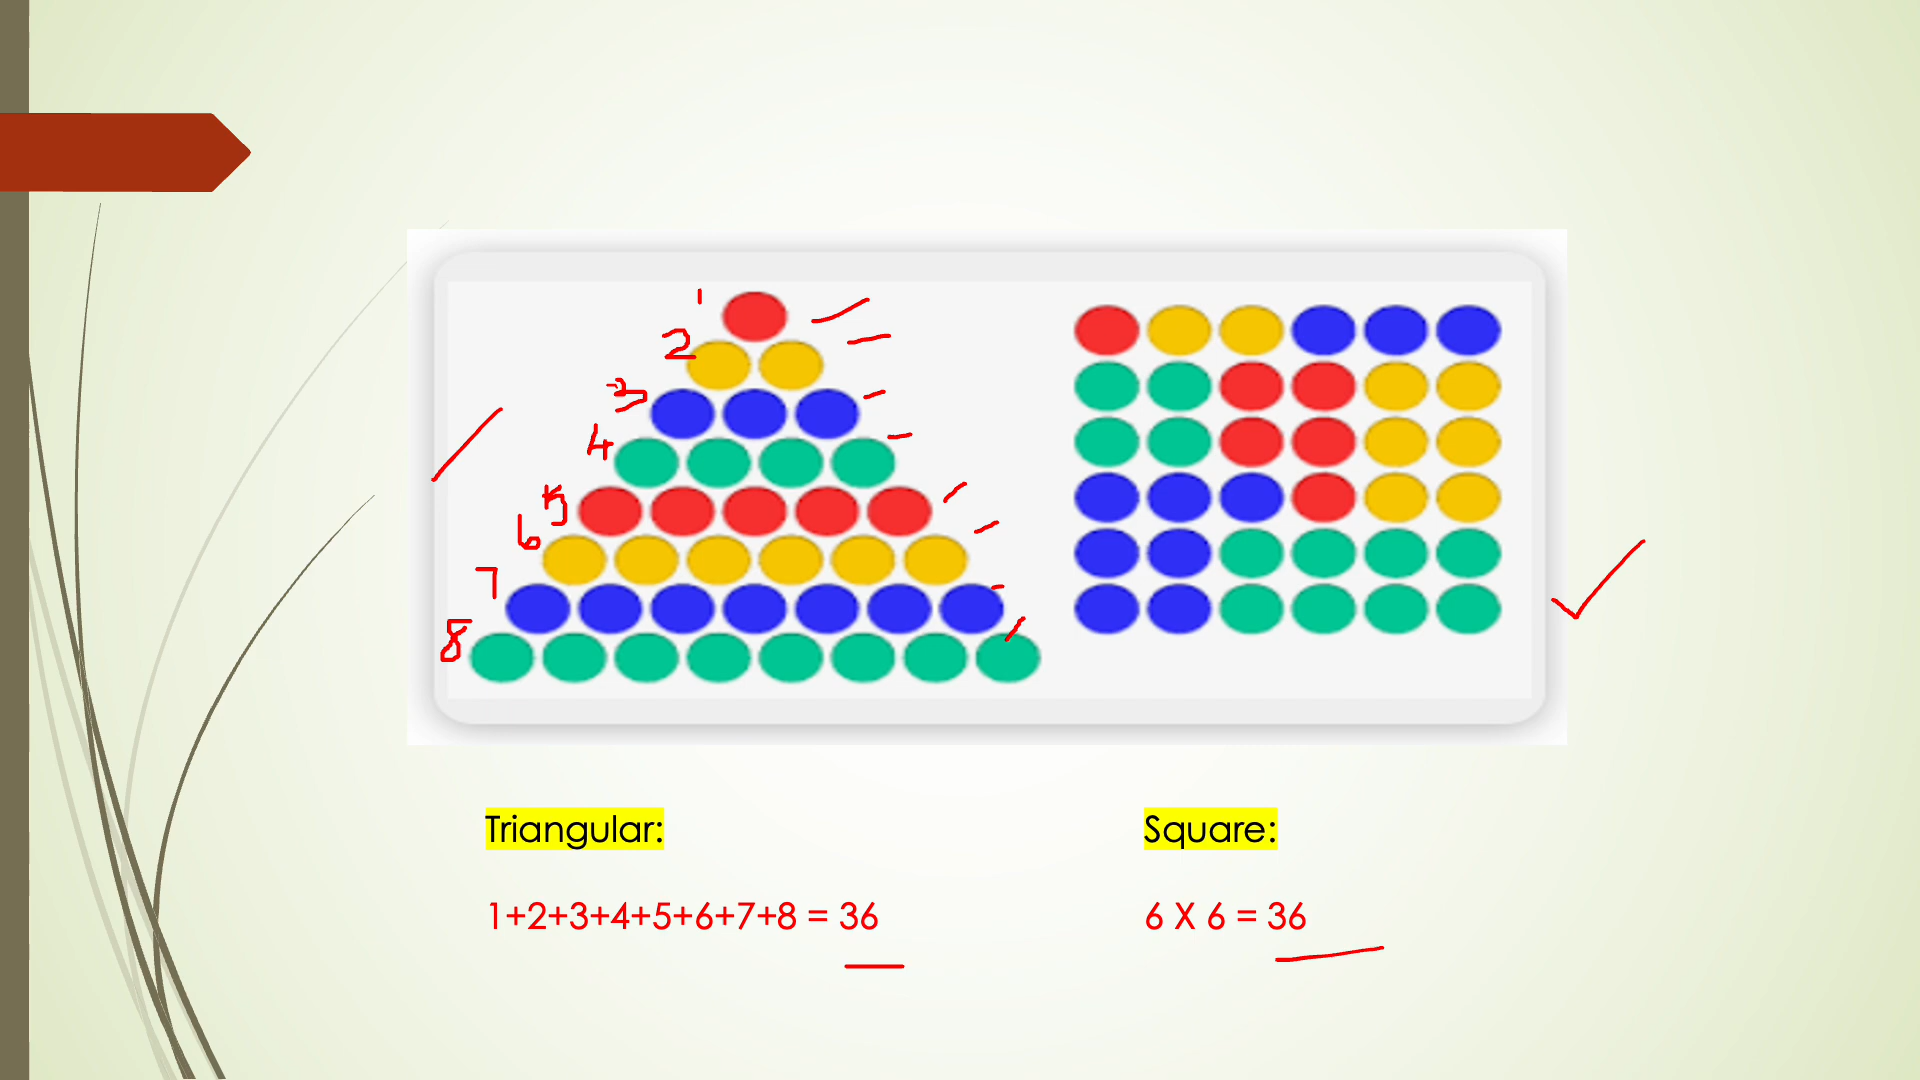 1
2
3
4
5
6
7
8
Triangular:
Square:
1+2+3+4+5+6+7+8 = 36
6 X 6 = 36